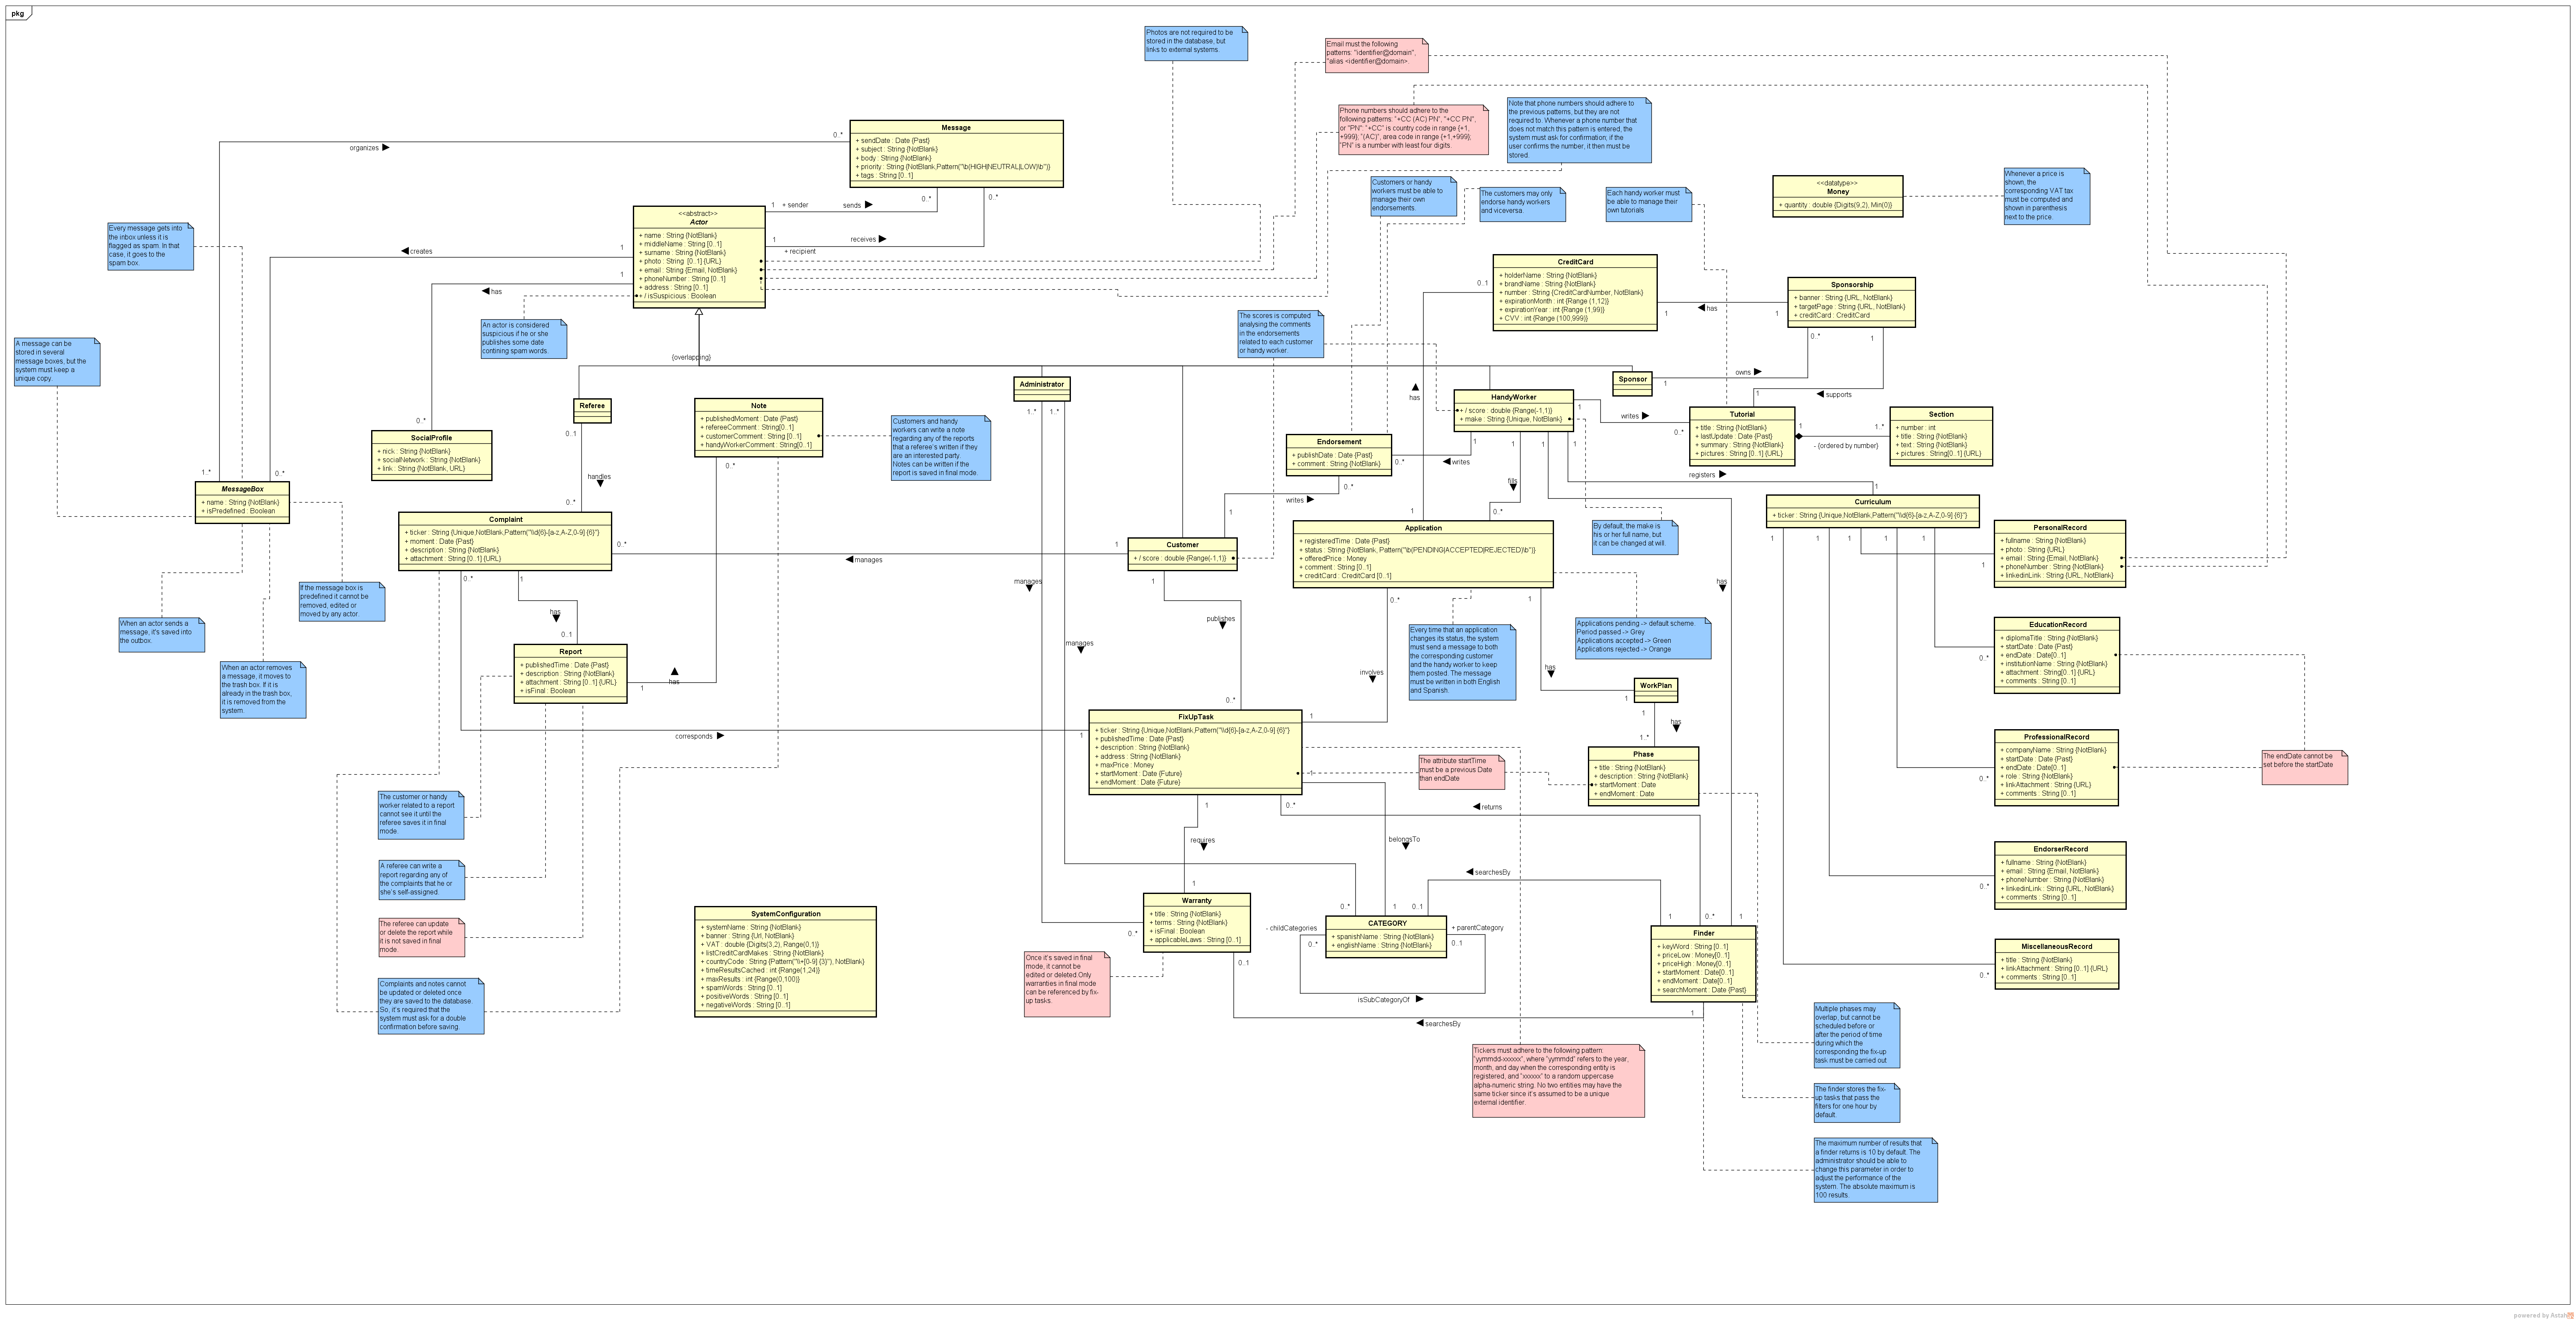 pkg
Photos are not required to be
stored in the database, but
links to external systems.
Email must the following
patterns: "identifier@domain",
"alias <identifier@domain>.
Phone numbers should adhere to the
following patterns: "+CC (AC) PN", "+CC PN",
or "PN": "+CC" is country code in range {+1,
+999}; "(AC)", area code in range {+1,+999};
"PN" is a number with least four digits.
Note that phone numbers should adhere to
the previous patterns, but they are not
required to. Whenever a phone number that
does not match this pattern is entered, the
system must ask for confirmation; if the
user confirms the number, it then must be
stored.
Message
+ sendDate : Date {Past}
+ subject : String {NotBlank}
+ body : String {NotBlank}
+ priority : String {NotBlank,Pattern("\b(HIGH|NEUTRAL|LOW)\b")}
+ tags : String [0..1]
0..*
organizes
Customers or handy
workers must be able to
manage their own
endorsements.
The customers may only
endorse handy workers
and viceversa.
Each handy worker must
be able to manage their
own tutorials
<<datatype>>
Money
+ quantity : double {Digits(9,2), Min(0)}
Whenever a price is
shown, the
corresponding VAT tax
must be computed and
shown in parenthesis
next to the price.
<<abstract>>
Actor
+ name : String {NotBlank}
+ middleName : String [0..1]
+ surname : String {NotBlank}
+ photo : String [0..1] {URL}
+ email : String {Email, NotBlank}
+ phoneNumber : String [0..1]
+ address : String [0..1]
+ / isSuspicious : Boolean
1
+ sender
sends
0..*
0..*
1
receives
+ recipient
Every message gets into
the inbox unless it is
flagged as spam. In that
case, it goes to the
spam box.
creates
1
has
1
An actor is considered
suspicious if he or she
publishes some date
contining spam words.
A message can be
stored in several
message boxes, but the
system must keep a
unique copy.
{overlapping}
The scores is computed
analysing the comments
in the endorsements
related to each customer
or handy worker.
CreditCard
+ holderName : String {NotBlank}
+ brandName : String {NotBlank}
+ number : String {CreditCardNumber, NotBlank}
+ expirationMonth : int {Range (1,12)}
+ expirationYear : int {Range (1,99)}
+ CVV : int {Range (100,999)}
0..1
1
has
1
Sponsorship
+ banner : String {URL, NotBlank}
+ targetPage : String {URL, NotBlank}
+ creditCard : CreditCard
0..*
1
Sponsor
1
owns
supports
1
Administrator
1..*
1..*
Referee
0..1
handles
0..*
Note
+ publishedMoment : Date {Past}
+ refereeComment : String[0..1]
+ customerComment : String [0..1]
+ handyWorkerComment : String[0..1]
0..*
Customers and handy
workers can write a note
regarding any of the reports
that a referee's written if they
are an interested party.
Notes can be written if the
report is saved in final mode.
HandyWorker
+ / score : double {Range(-1,1)}
+ make : String {Unique, NotBlank}
1
writes
0..*
has
1
1
1
1
Tutorial
+ title : String {NotBlank}
+ lastUpdate : Date {Past}
+ summary : String {NotBlank}
+ pictures : String [0..1] {URL}
1
1..*
- {ordered by number}
Section
+ number : int
+ title : String {NotBlank}
+ text : String {NotBlank}
+ pictures : String[0..1] {URL}
registers
1
SocialProfile
+ nick : String {NotBlank}
+ socialNetwork : String {NotBlank}
+ link : String {NotBlank, URL}
0..*
Endorsement
+ publishDate : Date {Past}
+ comment : String {NotBlank}
0..*
writes
0..*
writes
1
fills
0..*
1..*
0..*
MessageBox
+ name : String {NotBlank}
+ isPredefined : Boolean
Complaint
+ ticker : String {Unique,NotBlank,Pattern("\\d{6}-[a-z,A-Z,0-9] {6}"}
+ moment : Date {Past}
+ description : String {NotBlank}
+ attachment : String [0..1] {URL}
0..*
manages
1
Customer
+ / score : double {Range(-1,1)}
1
Application
+ registeredTime : Date {Past}
+ status : String {NotBlank, Pattern("\b(PENDING|ACCEPTED|REJECTED)\b")}
+ offeredPrice : Money
+ comment : String [0..1]
+ creditCard : CreditCard [0..1]
1
0..*
1
By default, the make is
his or her full name, but
it can be changed at will.
Curriculum
+ ticker : String {Unique,NotBlank,Pattern("\\d{6}-[a-z,A-Z,0-9] {6}"}
1
1
1
1
1
PersonalRecord
+ fullname : String {NotBlank}
+ photo : String {URL}
+ email : String {Email, NotBlank}
+ phoneNumber : String {NotBlank}
+ linkedinLink : String {URL, NotBlank}
1
If the message box is
predefined it cannot be
removed, edited or
moved by any actor.
When an actor sends a
message, it's saved into
the outbox.
When an actor removes
a message, it moves to
the trash box. If it is
already in the trash box,
it is removed from the
system.
0..*
1
has
0..1
Report
+ publishedTime : Date {Past}
+ description : String {NotBlank}
+ attachment : String [0..1] {URL}
+ isFinal : Boolean
1
has
manages
manages
publishes
0..*
Every time that an application
changes its status, the system
must send a message to both
the corresponding customer
and the handy worker to keep
them posted. The message
must be written in both English
and Spanish.
Applications pending -> default scheme.
Period passed -> Grey
Applications accepted -> Green
Applications rejected -> Orange
has
involves
has
WorkPlan
1
1
has
1..*
EducationRecord
+ diplomaTitle : String {NotBlank}
+ startDate : Date {Past}
+ endDate : Date[0..1]
+ institutionName : String {NotBlank}
+ attachment : String[0..1] {URL}
+ comments : String [0..1]
0..*
corresponds
1
FixUpTask
+ ticker : String {Unique,NotBlank,Pattern("\\d{6}-[a-z,A-Z,0-9] {6}"}
+ publishedTime : Date {Past}
+ description : String {NotBlank}
+ address : String {NotBlank}
+ maxPrice : Money
+ startMoment : Date {Future}
+ endMoment : Date {Future}
1
1
1
0..*
The attribute startTime
must be a previous Date
than endDate
Phase
+ title : String {NotBlank}
+ description : String {NotBlank}
+ startMoment : Date
+ endMoment : Date
ProfessionalRecord
+ companyName : String {NotBlank}
+ startDate : Date {Past}
+ endDate : Date[0..1]
+ role : String {NotBlank}
+ linkAttachment : String {URL}
+ comments : String [0..1]
0..*
The endDate cannot be
set before the startDate
The customer or handy
worker related to a report
cannot see it until the
referee saves it in final
mode.
A referee can write a
report regarding any of
the complaints that he or
she's self-assigned.
The referee can update
or delete the report while
it is not saved in final
mode.
Complaints and notes cannot
be updated or deleted once
they are saved to the database.
So, it's required that the
system must ask for a double
confirmation before saving.
returns
requires
belongsTo
searchesBy
1
EndorserRecord
+ fullname : String {NotBlank}
+ email : String {Email, NotBlank}
+ phoneNumber : String {NotBlank}
+ linkedinLink : String {URL, NotBlank}
+ comments : String [0..1]
0..*
SystemConfiguration
+ systemName : String {NotBlank}
+ banner : String {Url, NotBlank}
+ VAT : double {Digits(3,2), Range(0,1)}
+ listCreditCardMakes : String {NotBlank}
+ countryCode : String {Pattern("\\+[0-9] {3}"), NotBlank}
+ timeResultsCached : int {Range(1,24)}
+ maxResults : int {Range(0,100)}
+ spamWords : String [0..1]
+ positiveWords : String [0..1]
+ negativeWords : String [0..1]
Warranty
+ title : String {NotBlank}
+ terms : String {NotBlank}
+ isFinal : Boolean
+ applicableLaws : String [0..1]
0..*
0..1
Once it's saved in final
mode, it cannot be
edited or deleted.Only
warranties in final mode
can be referenced by fix-
up tasks.
0..*
1
0..1
CATEGORY
+ spanishName : String {NotBlank}
+ englishName : String {NotBlank}
- childCategories
0..*
+ parentCategory
0..1
isSubCategoryOf
1
0..*
1
Finder
+ keyWord : String [0..1]
+ priceLow : Money[0..1]
+ priceHigh : Money[0..1]
+ startMoment : Date[0..1]
+ endMoment : Date[0..1]
+ searchMoment : Date {Past}
1
searchesBy
MiscellaneousRecord
+ title : String {NotBlank}
+ linkAttachment : String [0..1] {URL}
+ comments : String [0..1]
0..*
Tickers must adhere to the following pattern:
"yymmdd-xxxxxx", where "yymmdd" refers to the year,
month, and day when the corresponding entity is
registered, and "xxxxxx" to a random uppercase
alpha-numeric string. No two entities may have the
same ticker since it's assumed to be a unique
external identifier.
Multiple phases may
overlap, but cannot be
scheduled before or
after the period of time
during which the
corresponding the fix-up
task must be carried out
The finder stores the fix-
up tasks that pass the
filters for one hour by
default.
The maximum number of results that
a finder returns is 10 by default. The
administrator should be able to
change this parameter in order to
adjust the performance of the
system. The absolute maximum is
100 results.
powered by Astah